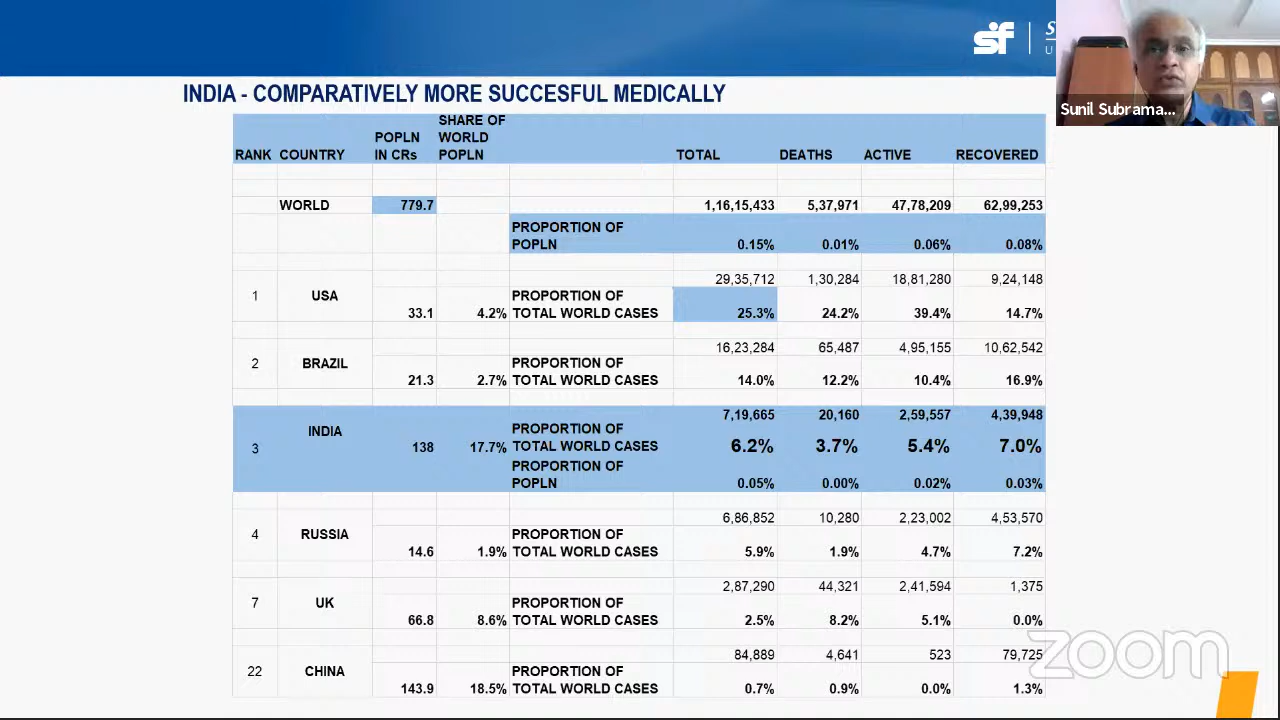 sf S
U
Sunil Subrama...
INDIA - COMPARATIVELY MORE SUCCESFUL MEDICALLY
RANK COUNTRY POPLN IN CRs SHARE OF WORLD POPLN TOTAL DEATHS ACTIVE RECOVERED
WORLD 779.7 1,16,15,433 5,37,971 47,78,209 62,99,253
PROPORTION OF
POPLN 0.15% 0.01% 0.06% 0.08%
29,35,712 1,30,284 18,81,280 9,24,148
1 USA PROPORTION OF
33.1 4.2% TOTAL WORLD CASES 25.3% 24.2% 39.4% 14.7%
16,23,284 65,487 4,95,155 10,62,542
2 BRAZIL PROPORTION OF
21.3 2.7% TOTAL WORLD CASES 14.0% 12.2% 10.4% 16.9%
7,19,665 20,160 2,59,557 4,39,948
INDIA PROPORTION OF
3 138 17.7% TOTAL WORLD CASES 6.2% 3.7% 5.4% 7.0%
PROPORTION OF
POPLN 0.05% 0.00% 0.02% 0.03%
6,86,852 10,280 2,23,002 4,53,570
4 RUSSIA PROPORTION OF
14.6 1.9% TOTAL WORLD CASES 5.9% 1.9% 4.7% 7.2%
2,87,290 44,321 2,41,594 1,375
7 UK PROPORTION OF
66.8 8.6% TOTAL WORLD CASES 2.5% 8.2% 5.1% 0.0%
84,889 4,641 523 79,725
22 CHINA PROPORTION OF
143.9 18.5% TOTAL WORLD CASES 0.7% 0.9% 0.0% 1.3%
zoom